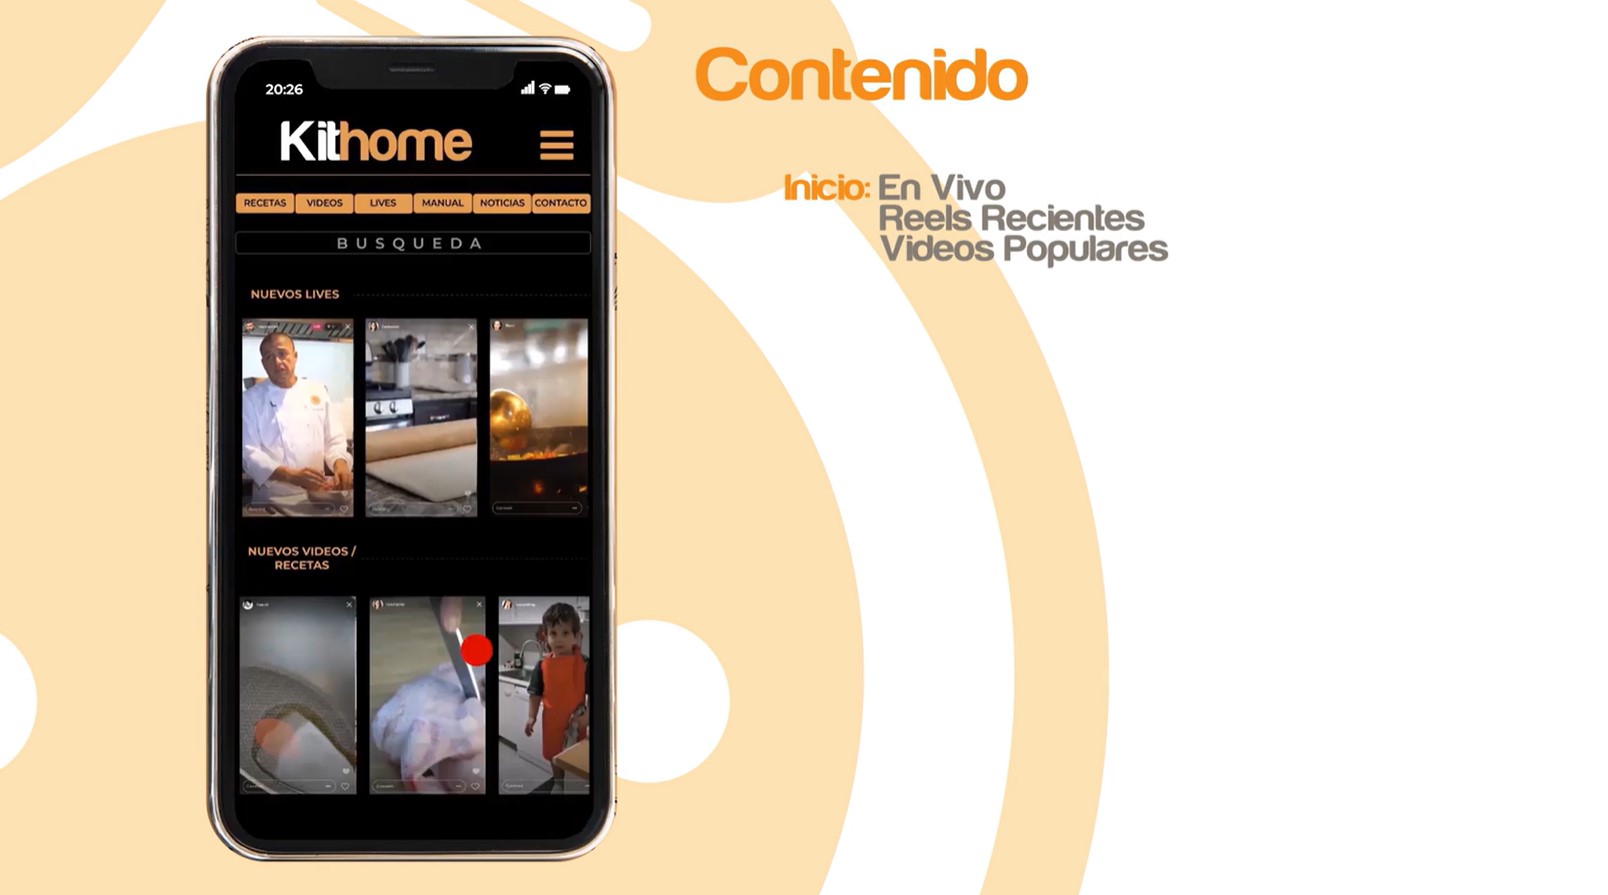 Contenido
Inicio: En Vivo
Reels Recientes
Videos Populares
20:26
Kithome
RECETAS VIDEOS LIVES MANUAL NOTICIAS CONTACTO
BUSQUEDA
NUEVOS LIVES
NUEVOS VIDEOS /
RECETAS